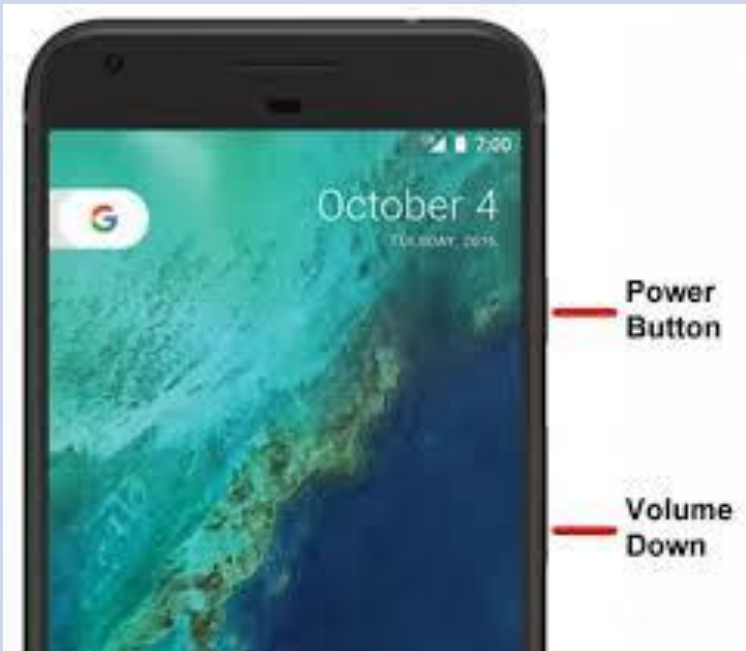 7:00
G
October 4
TUESDAY, 2016
Power
Button
Volume
Down